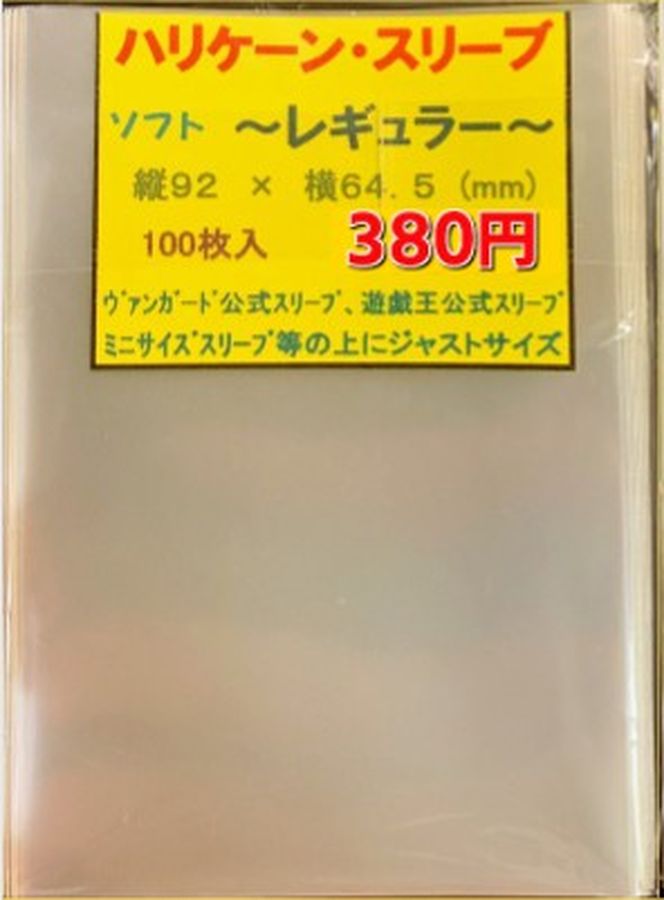 ハリケーン・スリーブ
ソフト ～レギュラー～
縦92 × 横64.5 (mm)
100枚入 380円
ヴァンガード公式スリーブ、遊戯王公式スリーブ
ミニサイズスリーブ等の上にジャストサイズ